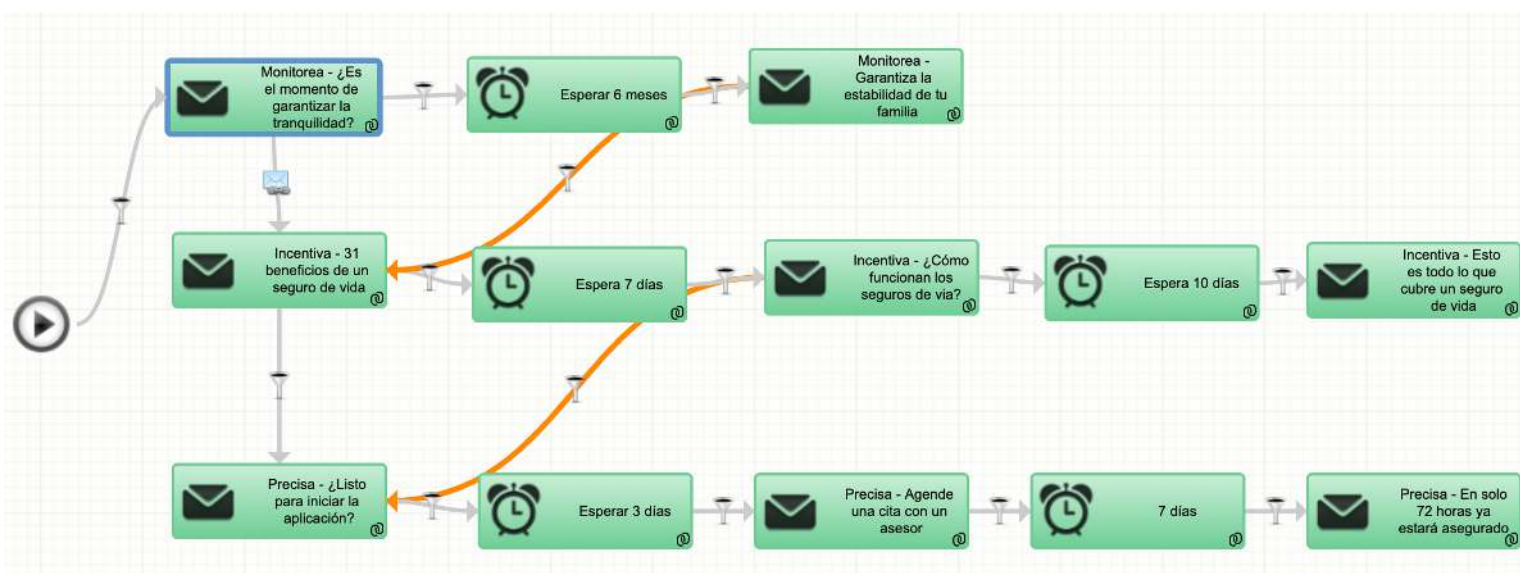 Monitorea - ¿Es
el momento de
garantizar la
tranquilidad?
Esperar 6 meses
Monitorea -
Garantiza la
estabilidad de tu
familia
Incentiva - 31
beneficios de un
seguro de vida
Espera 7 días
Incentiva - ¿Cómo
funcionan los
seguros de via?
Espera 10 días
Incentiva - Esto
es todo lo que
cubre un seguro
de vida
Precisa - ¿Listo
para iniciar la
aplicación?
Esperar 3 días
Precisa - Agende
una cita con un
asesor
7 días
Precisa - En solo
72 horas ya
estará asegurado